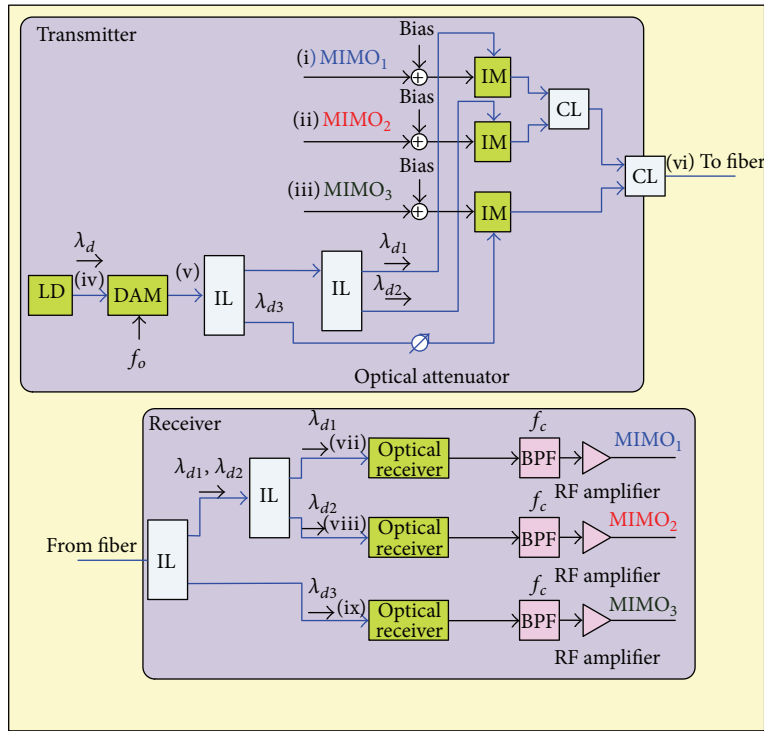 Transmitter
Bias
(i) MIMO₁
+
IM
Bias
CL
(ii) MIMO₂
+
IM
Bias
(vi) To fiber
CL
(iii) MIMO₃
+
IM
λd
λd1
(iv)
(v)
λd2
LD
DAM
IL
λd3
IL
fo
Optical attenuator
Receiver
λd1
fc
(vii)
Optical receiver
BPF
MIMO₁
λd1, λd2
IL
RF amplifier
λd2
fc
(viii)
Optical receiver
BPF
MIMO₂
From fiber
IL
RF amplifier
λd3
fc
(ix)
Optical receiver
BPF
MIMO₃
RF amplifier